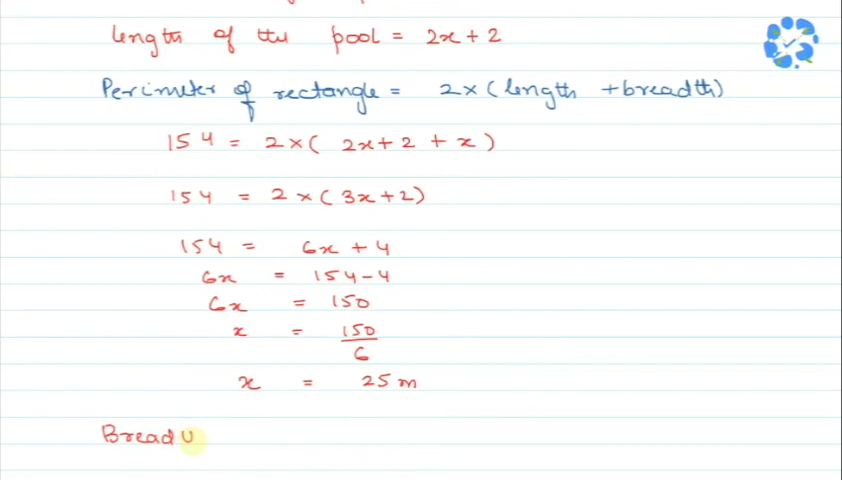 length of the pool = 2x + 2
Perimeter of rectangle = 2 × ( length + breadth )
154 = 2 × ( 2x + 2 + x )
154 = 2 × ( 3x + 2 )
154 = 6x + 4
6x = 154 - 4
6x = 150
x = 150/6
x = 25 m